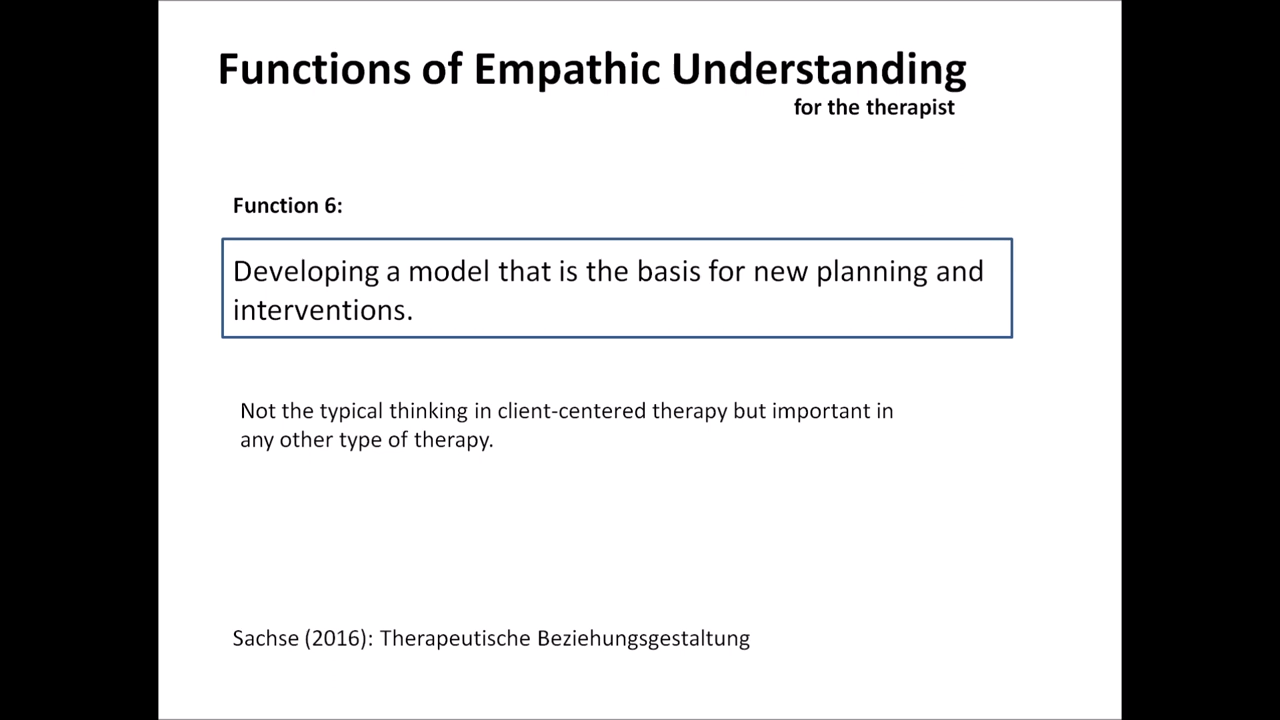 Functions of Empathic Understanding
for the therapist
Function 6:
Developing a model that is the basis for new planning and
interventions.
Not the typical thinking in client-centered therapy but important in
any other type of therapy.
Sachse (2016): Therapeutische Beziehungsgestaltung